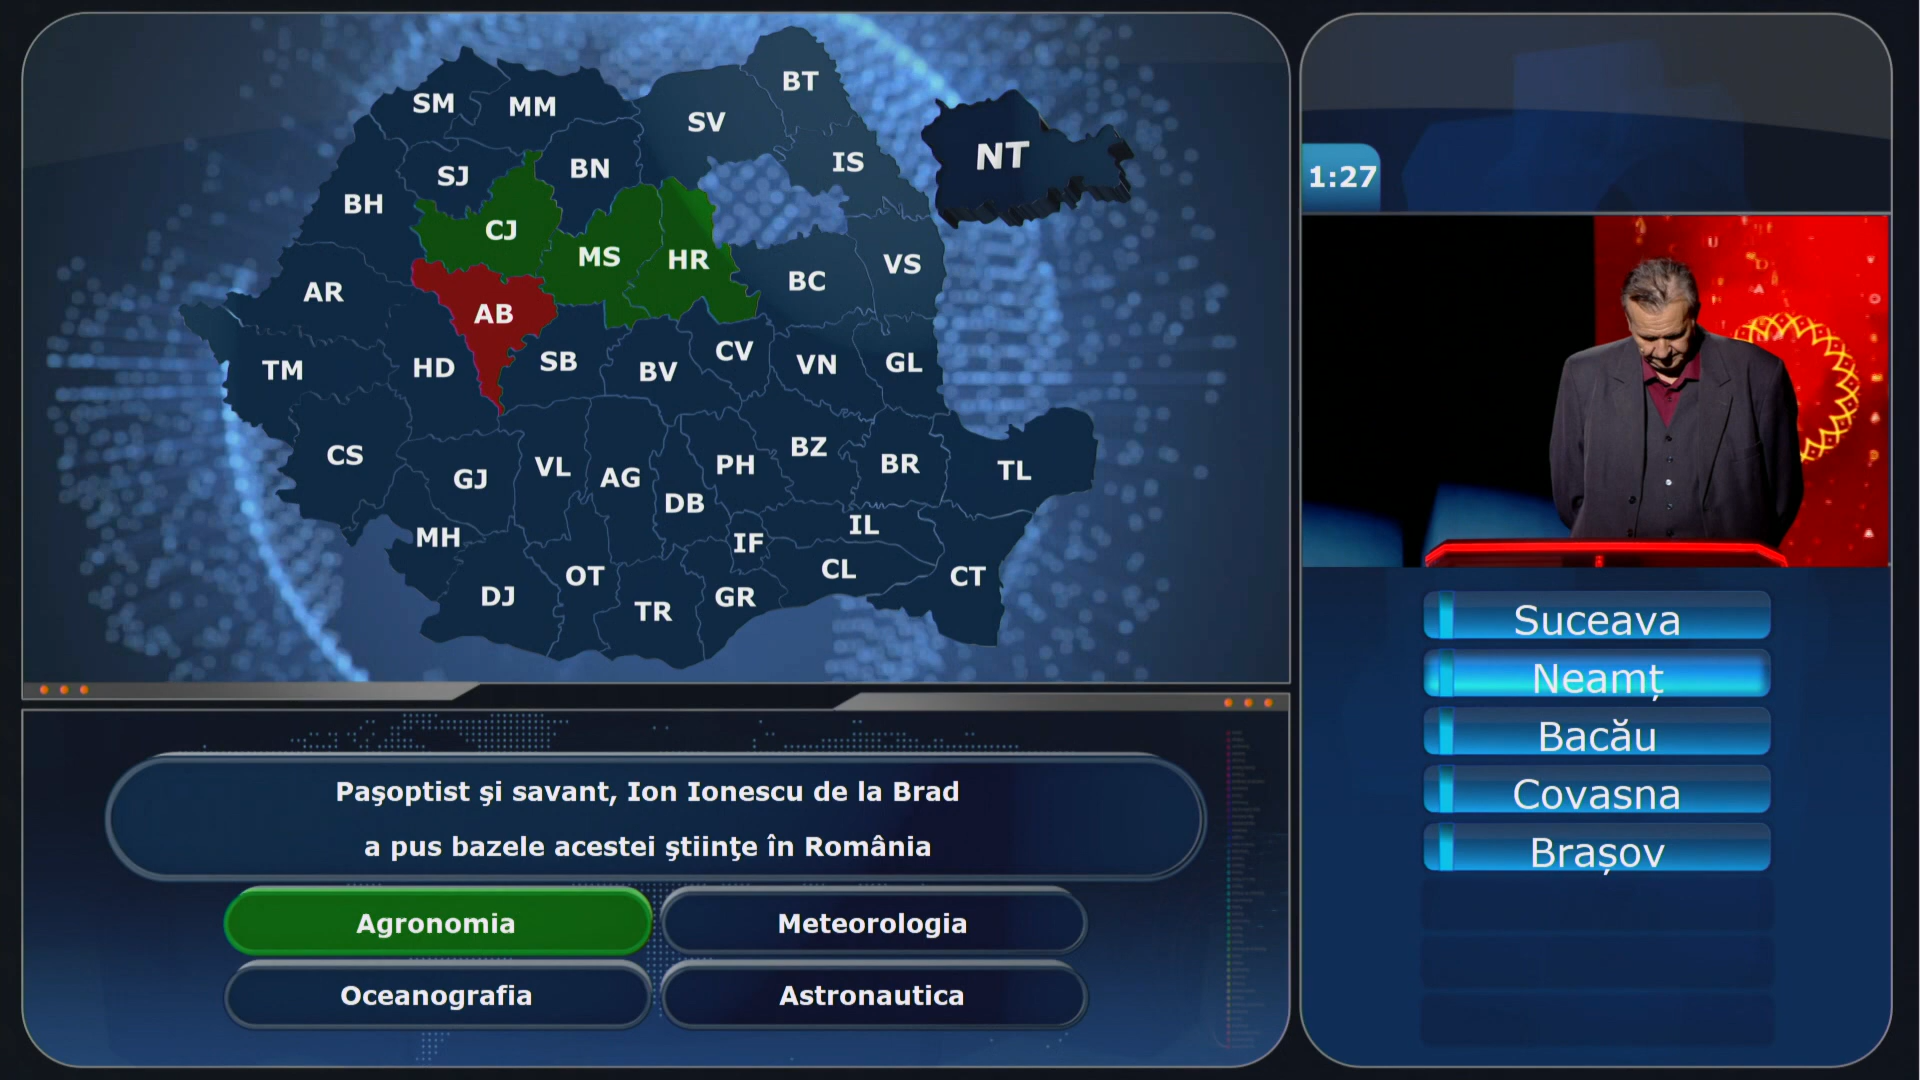 BT
SM
MM
SV
IS
NT
SJ
BN
BH
CJ
MS
HR
BC
VS
AR
AB
TM
HD
SB
BV
CV
VN
GL
CS
GJ
VL
AG
DB
PH
BZ
BR
TL
MH
IF
IL
DJ
OT
TR
GR
CL
CT
1:27
Suceava
Neamț
Bacău
Covasna
Brașov
Paşoptist şi savant, Ion Ionescu de la Brad
a pus bazele acestei ştiinţe în România
Agronomia
Meteorologia
Oceanografia
Astronautica